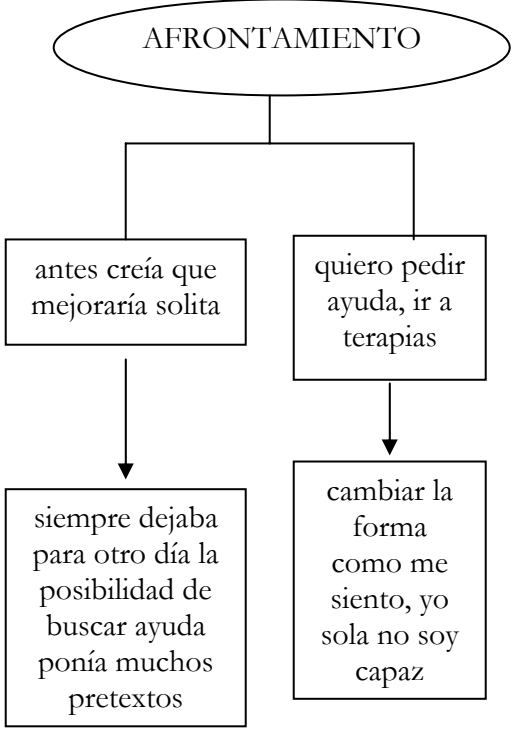 AFRONTAMIENTO
antes creía que
mejoraría solita
quiero pedir
ayuda, ir a
terapias
siempre dejaba
para otro día la
posibilidad de
buscar ayuda
ponía muchos
pretextos
cambiar la
forma
como me
siento, yo
sola no soy
capaz